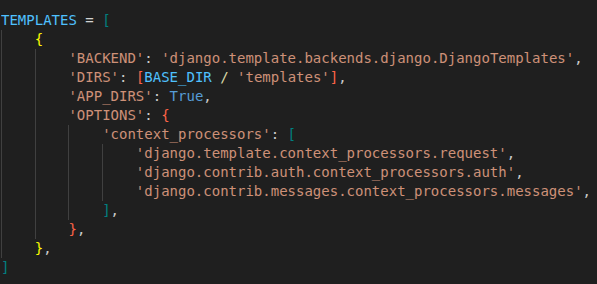 TEMPLATES = [
    {
        'BACKEND': 'django.template.backends.django.DjangoTemplates',
        'DIRS': [BASE_DIR / 'templates'],
        'APP_DIRS': True,
        'OPTIONS': {
            'context_processors': [
                'django.template.context_processors.request',
                'django.contrib.auth.context_processors.auth',
                'django.contrib.messages.context_processors.messages',
            ],
        },
    },
]